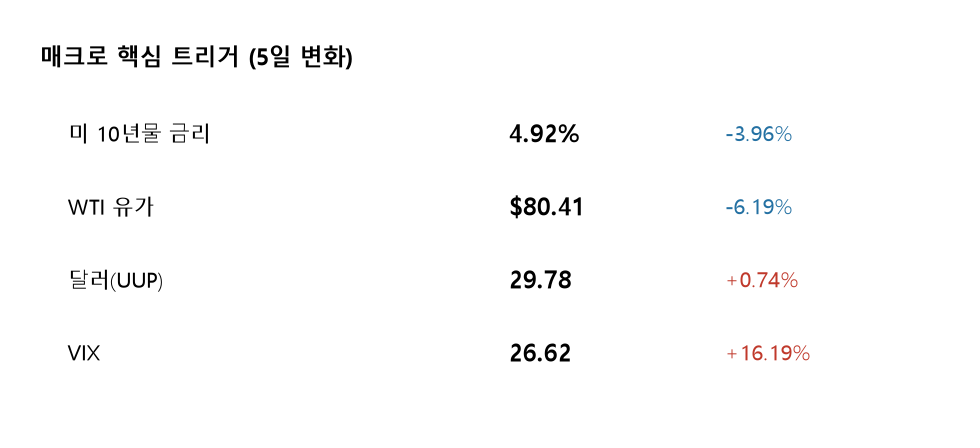 매크로 핵심 트리거 (5일 변화)
미 10년물 금리 4.92% -3.96%
WTI 유가 $80.41 -6.19%
달러(UUP) 29.78 +0.74%
VIX 26.62 +16.19%